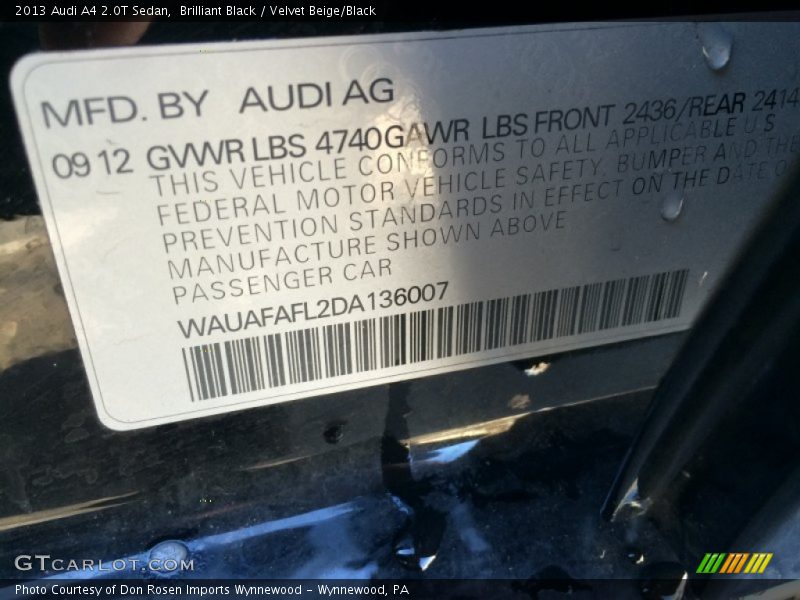 2013 Audi A4 2.0T Sedan,  Brilliant Black / Velvet Beige/Black
MFD. BY AUDI AG
09 12 GVWR LBS 4740 GAWR LBS FRONT 2436/REAR 2414
THIS VEHICLE CONFORMS TO ALL APPLICABLE U S
FEDERAL MOTOR VEHICLE SAFETY, BUMPER AND THE
PREVENTION STANDARDS IN EFFECT ON THE DATE O
MANUFACTURE SHOWN ABOVE
PASSENGER CAR
WAUAFAFL2DA136007
GTCARLOT.COM
Photo Courtesy of Don Rosen Imports Wynnewood – Wynnewood, PA